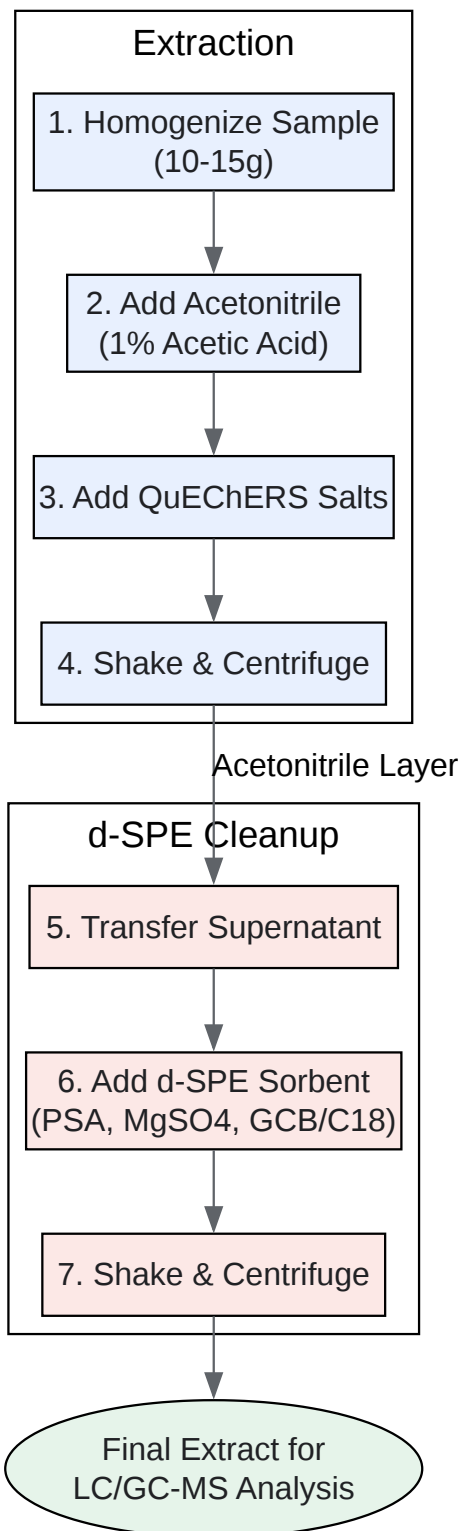 Extraction
1. Homogenize Sample
(10-15g)
2. Add Acetonitrile
(1% Acetic Acid)
3. Add QuEChERS Salts
4. Shake & Centrifuge
Acetonitrile Layer
d-SPE Cleanup
5. Transfer Supernatant
6. Add d-SPE Sorbent
(PSA, MgSO4, GCB/C18)
7. Shake & Centrifuge
Final Extract for
LC/GC-MS Analysis